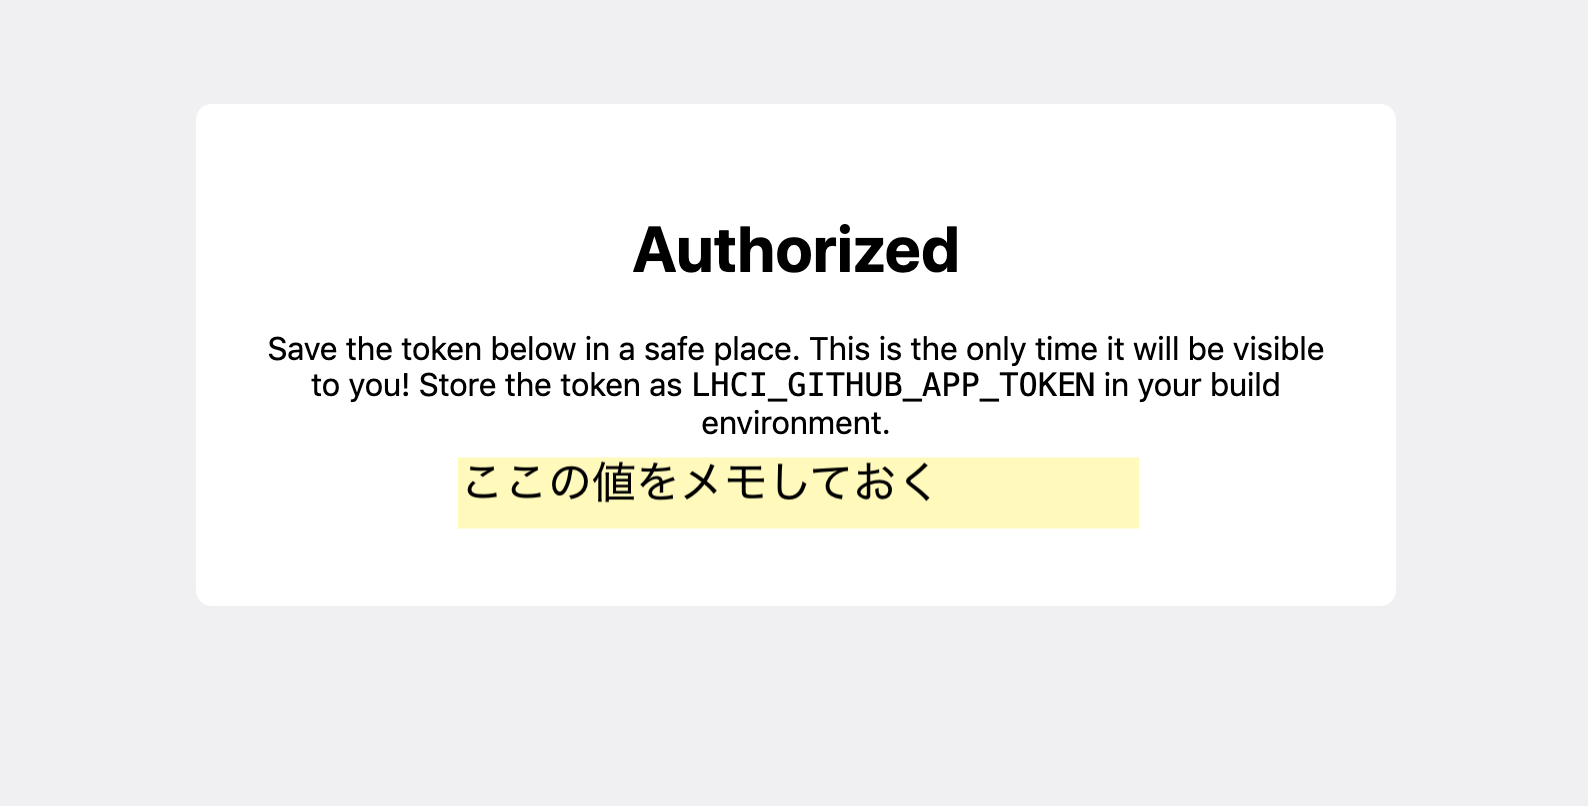 Authorized
Save the token below in a safe place. This is the only time it will be visible
to you! Store the token as LHCI_GITHUB_APP_TOKEN in your build
environment.
ここの値をメモしておく